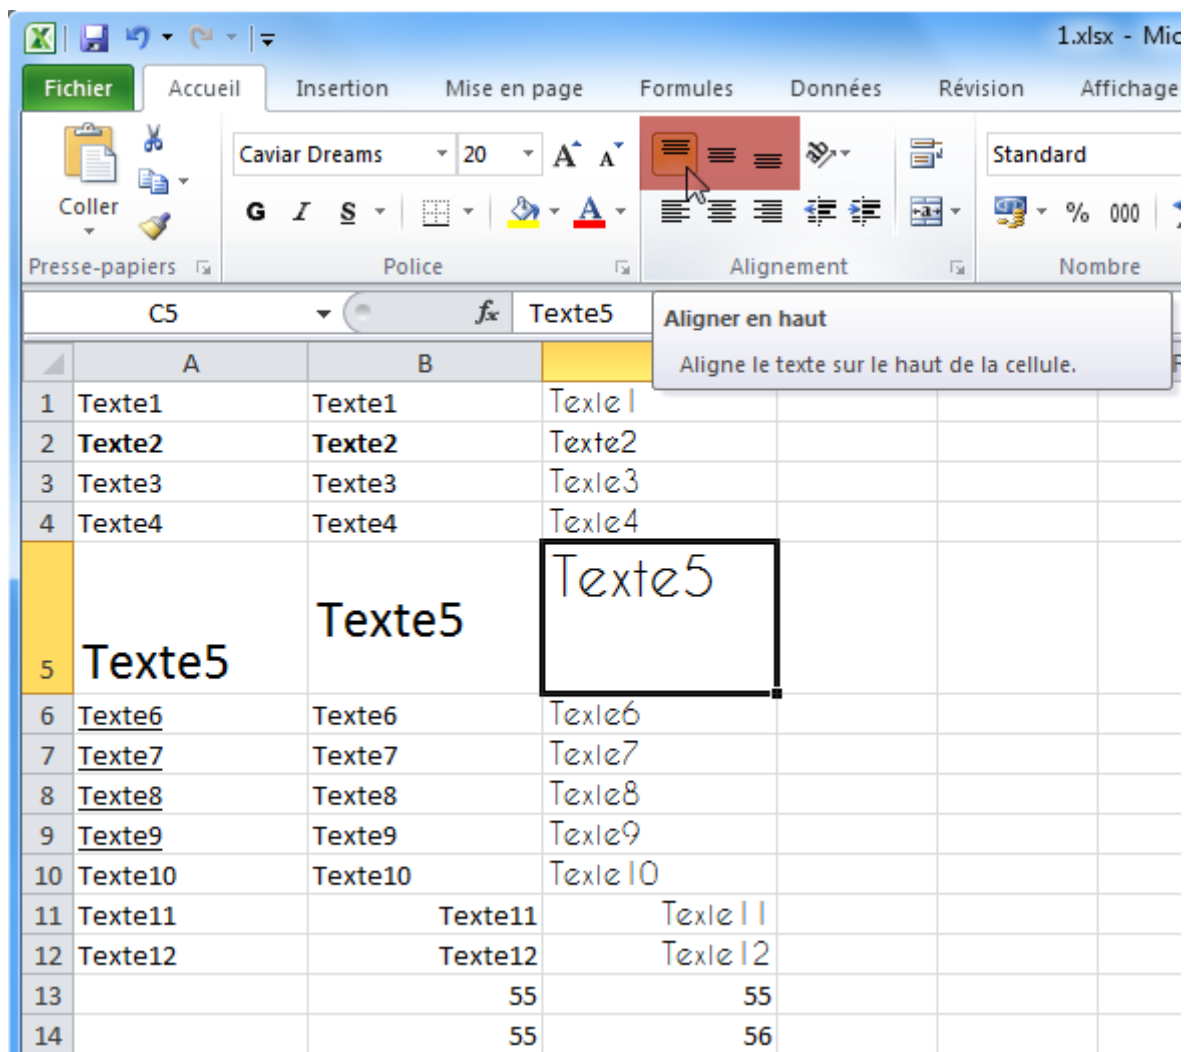 1.xlsx - Mic
Fichier Accueil Insertion Mise en page Formules Données Révision Affichage
Caviar Dreams 20 A A Standard
Coller G I S A % 000
Presse-papiers Police Alignement Nombre
C5 fx Texte5
Aligner en haut
Aligne le texte sur le haut de la cellule.
A B F
1 Texte1 Texte1 Texte1
2 Texte2 Texte2 Texte2
3 Texte3 Texte3 Texte3
4 Texte4 Texte4 Texte4
5 Texte5 Texte5 Texte5
6 Texte6 Texte6 Texte6
7 Texte7 Texte7 Texte7
8 Texte8 Texte8 Texte8
9 Texte9 Texte9 Texte9
10 Texte10 Texte10 Texte10
11 Texte11 Texte11 Texte11
12 Texte12 Texte12 Texte12
13 55 55
14 55 56